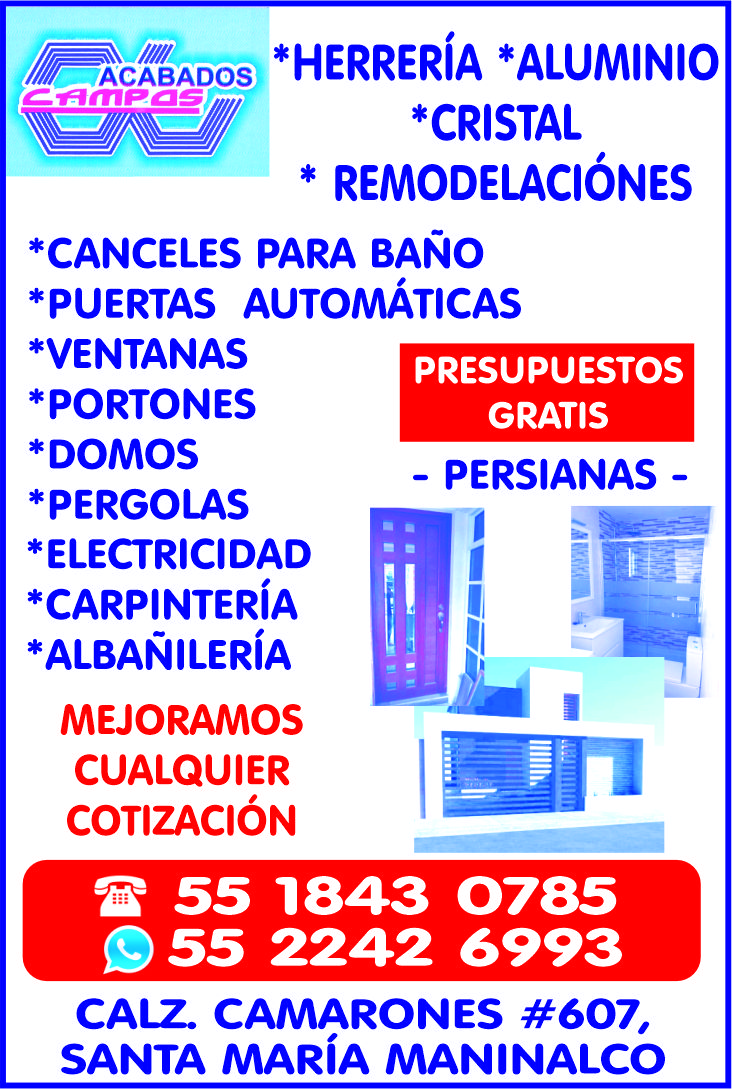 ACABADOS
CAMPOS
*HERRERÍA *ALUMINIO
*CRISTAL
* REMODELACIÓNES
*CANCELES PARA BAÑO
*PUERTAS AUTOMÁTICAS
*VENTANAS
*PORTONES
*DOMOS
*PERGOLAS
*ELECTRICIDAD
*CARPINTERÍA
*ALBAÑILERÍA
PRESUPUESTOS
GRATIS
- PERSIANAS -
MEJORAMOS
CUALQUIER
COTIZACIÓN
55 1843 0785
55 2242 6993
CALZ. CAMARONES #607,
SANTA MARÍA MANINALCO